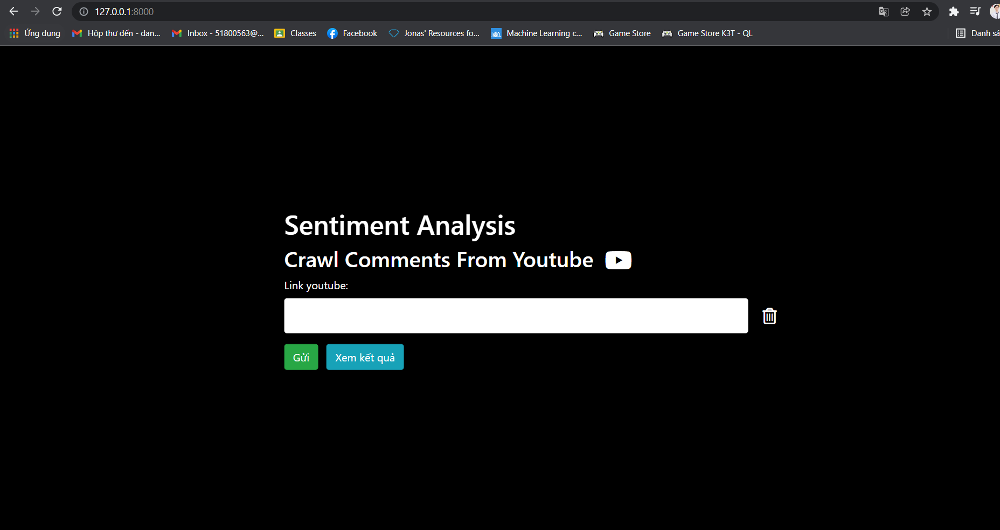 127.0.0.1:8000
Ứng dụng Hộp thư đến - dan... Inbox - 51800563@... Classes Facebook Jonas' Resources fo... Machine Learning c... Game Store Game Store K3T - QL Danh sá
Sentiment Analysis
Crawl Comments From Youtube
Link youtube:
Gửi Xem kết quả